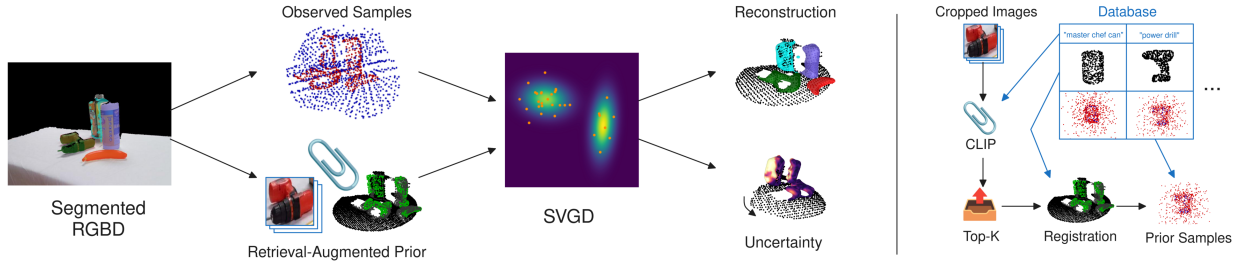 Observed Samples
Segmented
RGBD
Retrieval-Augmented Prior
SVGD
Reconstruction
Uncertainty
Cropped Images
Database
"master chef can"
"power drill"
...
CLIP
Top-K
Registration
Prior Samples